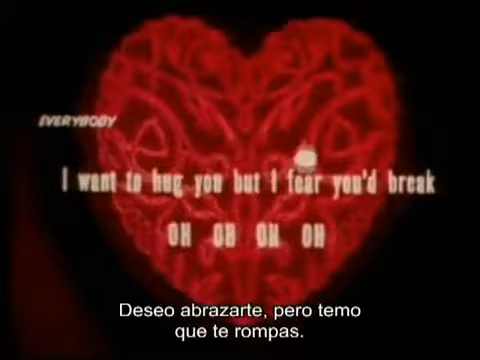 EVERYBODY
I want to hug you but I fear you'd break
OH OH OH OH
Deseo abrazarte, pero temo
que te rompas.